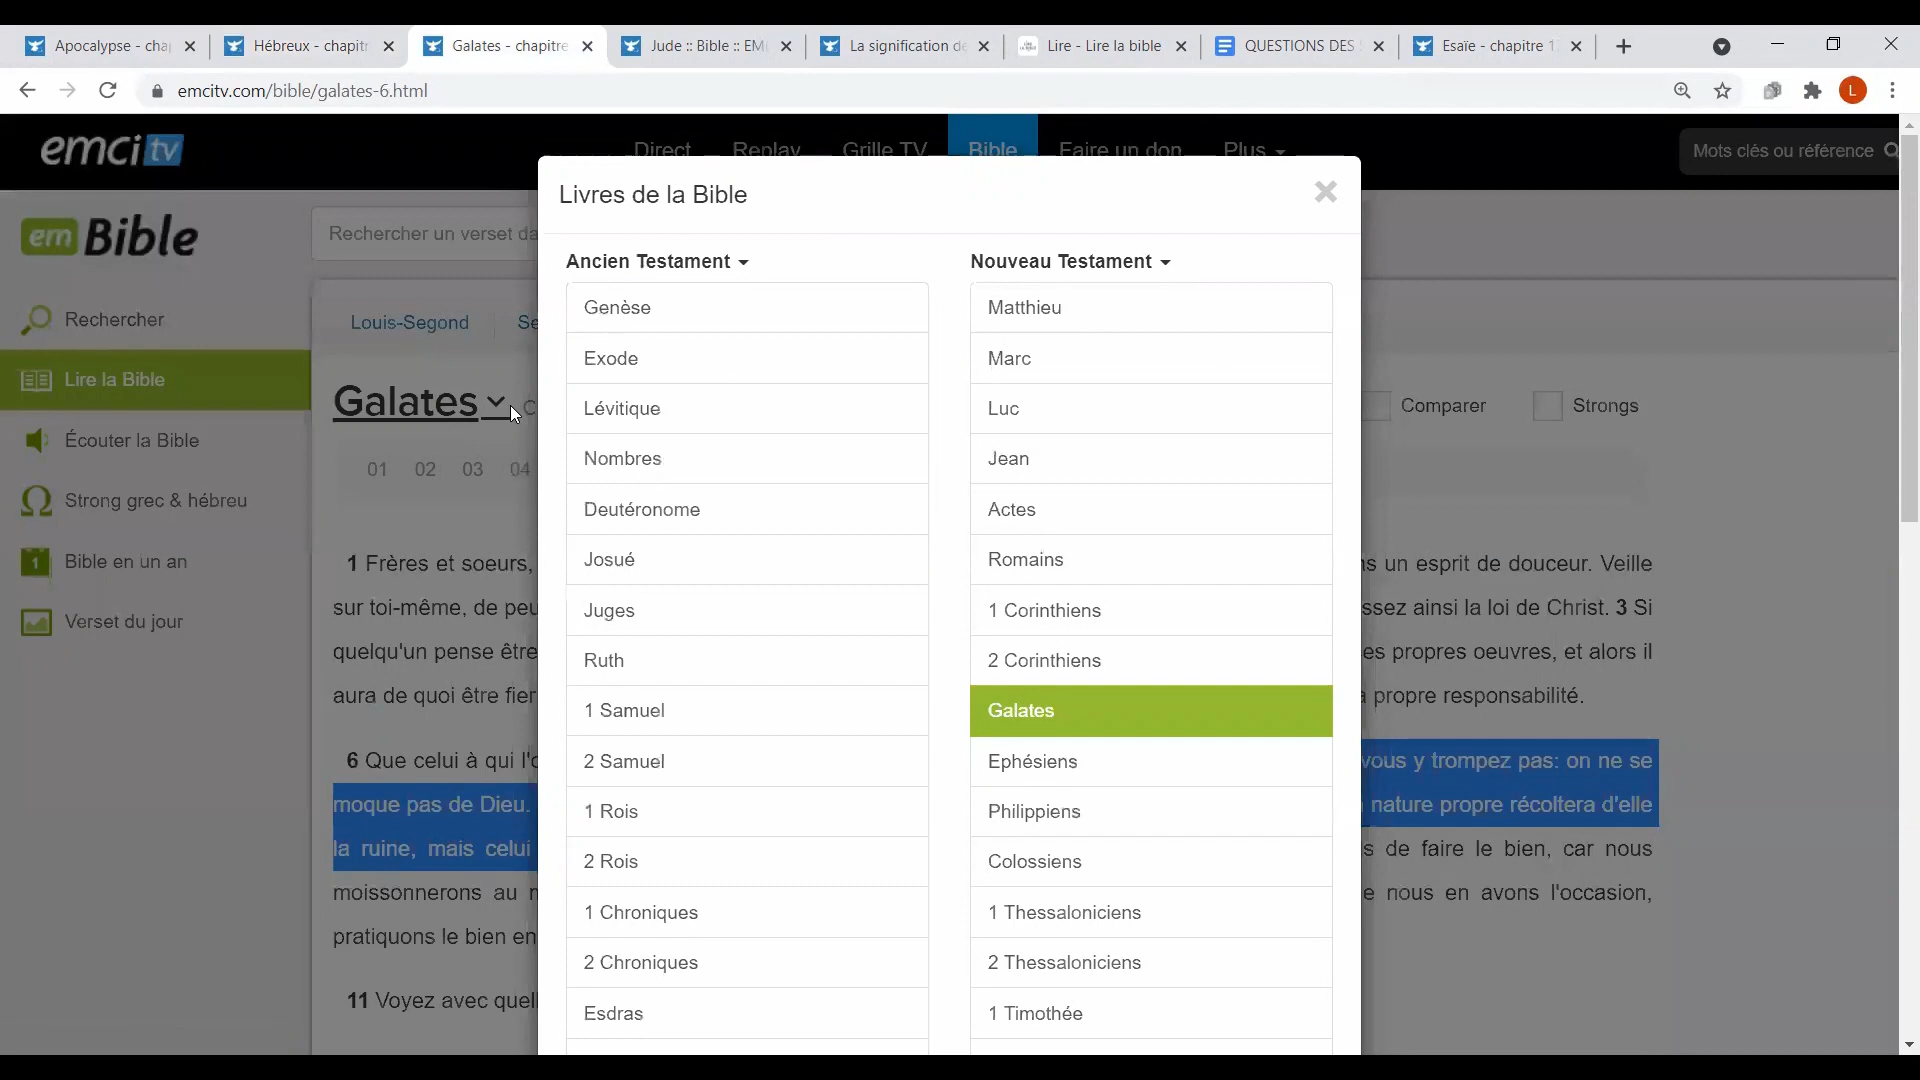 Apocalypse - cha
Hébreux - chapitr
Galates - chapitre
Jude :: Bible :: EM
La signification de
Lire - Lire la bible
QUESTIONS DES
Esaïe - chapitre 1
emcitv.com/bible/galates-6.html
L
emci tv
Direct
Replay
Grille TV
Bible
Faire un don
Plus
Mots clés ou référence
em Bible
Rechercher un verset da
Livres de la Bible
Rechercher
Lire la Bible
Écouter la Bible
Strong grec & hébreu
1 Bible en un an
Verset du jour
Louis-Segond
Se
Galates
C
Comparer
Strongs
01 02 03 04
1 Frères et soeurs,
ns un esprit de douceur. Veille
sur toi-même, de peu
ssez ainsi la loi de Christ. 3 Si
quelqu'un pense être
es propres oeuvres, et alors il
aura de quoi être fier
propre responsabilité.
6 Que celui à qui l'
vous y trompez pas: on ne se
moque pas de Dieu.
nature propre récoltera d'elle
la ruine, mais celui
s de faire le bien, car nous
moissonnerons au
e nous en avons l'occasion,
pratiquons le bien en
11 Voyez avec quel
Ancien Testament
Genèse
Exode
Lévitique
Nombres
Deutéronome
Josué
Juges
Ruth
1 Samuel
2 Samuel
1 Rois
2 Rois
1 Chroniques
2 Chroniques
Esdras
Nouveau Testament
Matthieu
Marc
Luc
Jean
Actes
Romains
1 Corinthiens
2 Corinthiens
Galates
Ephésiens
Philippiens
Colossiens
1 Thessaloniciens
2 Thessaloniciens
1 Timothée